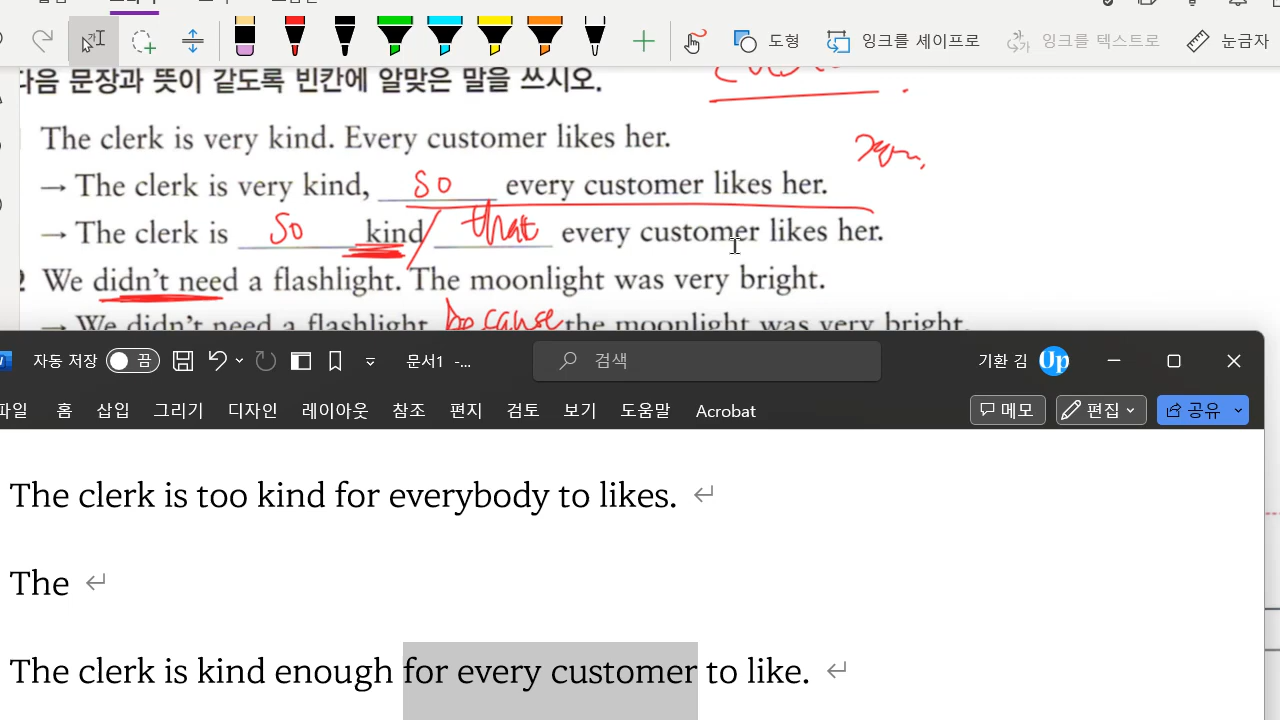 도형
잉크를 셰이프로
잉크를 텍스트로
눈금자
다음 문장과 뜻이 같도록 빈칸에 알맞은 말을 쓰시오.
The clerk is very kind. Every customer likes her.
→ The clerk is very kind, so every customer likes her.
→ The clerk is so kind / that every customer likes her.
2 We didn't need a flashlight. The moonlight was very bright.
→ We didn't need a flashlight because the moonlight was very bright.
자동 저장 끔 문서1 -... 검색 기환 김
파일 홈 삽입 그리기 디자인 레이아웃 참조 편지 검토 보기 도움말 Acrobat 메모 편집 공유
The clerk is too kind for everybody to likes.
The
The clerk is kind enough for every customer to like.